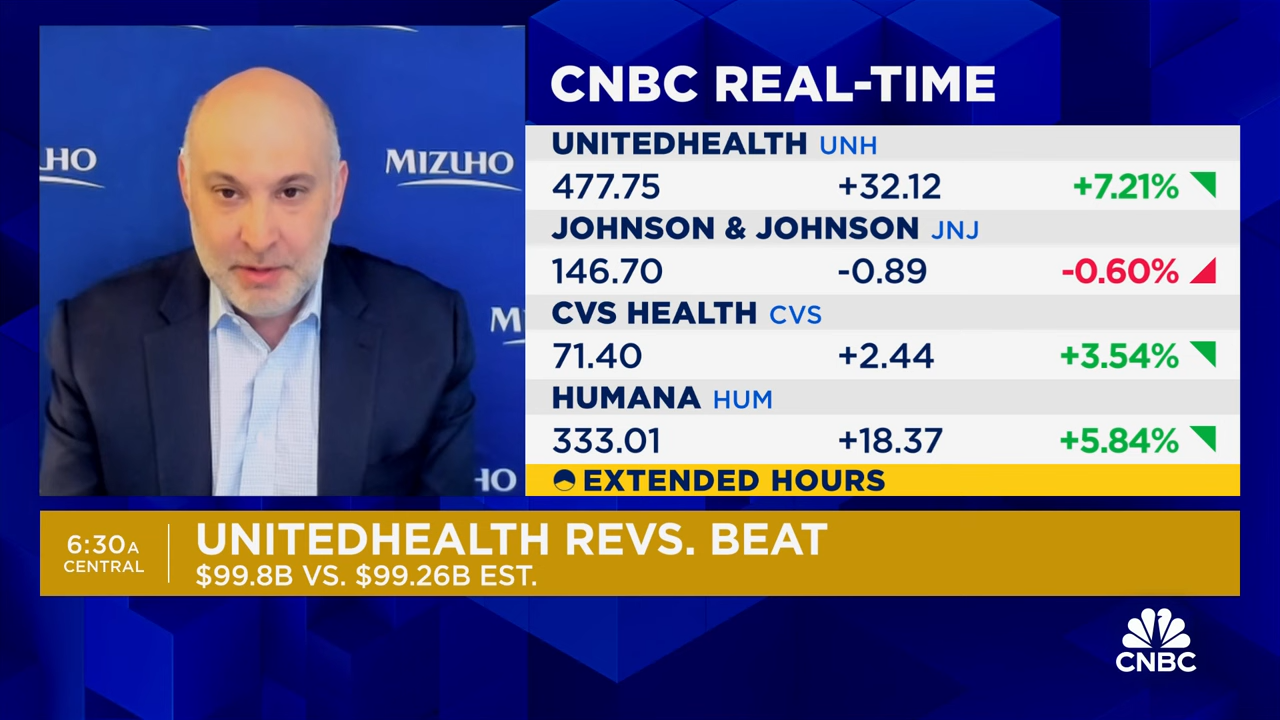 HO
MIZUHO
M
HO
CNBC REAL-TIME
UNITEDHEALTH UNH
477.75 +32.12 +7.21%
JOHNSON & JOHNSON JNJ
146.70 -0.89 -0.60%
CVS HEALTH CVS
71.40 +2.44 +3.54%
HUMANA HUM
333.01 +18.37 +5.84%
EXTENDED HOURS
6:30A
CENTRAL
UNITEDHEALTH REVS. BEAT
$99.8B VS. $99.26B EST.
CNBC